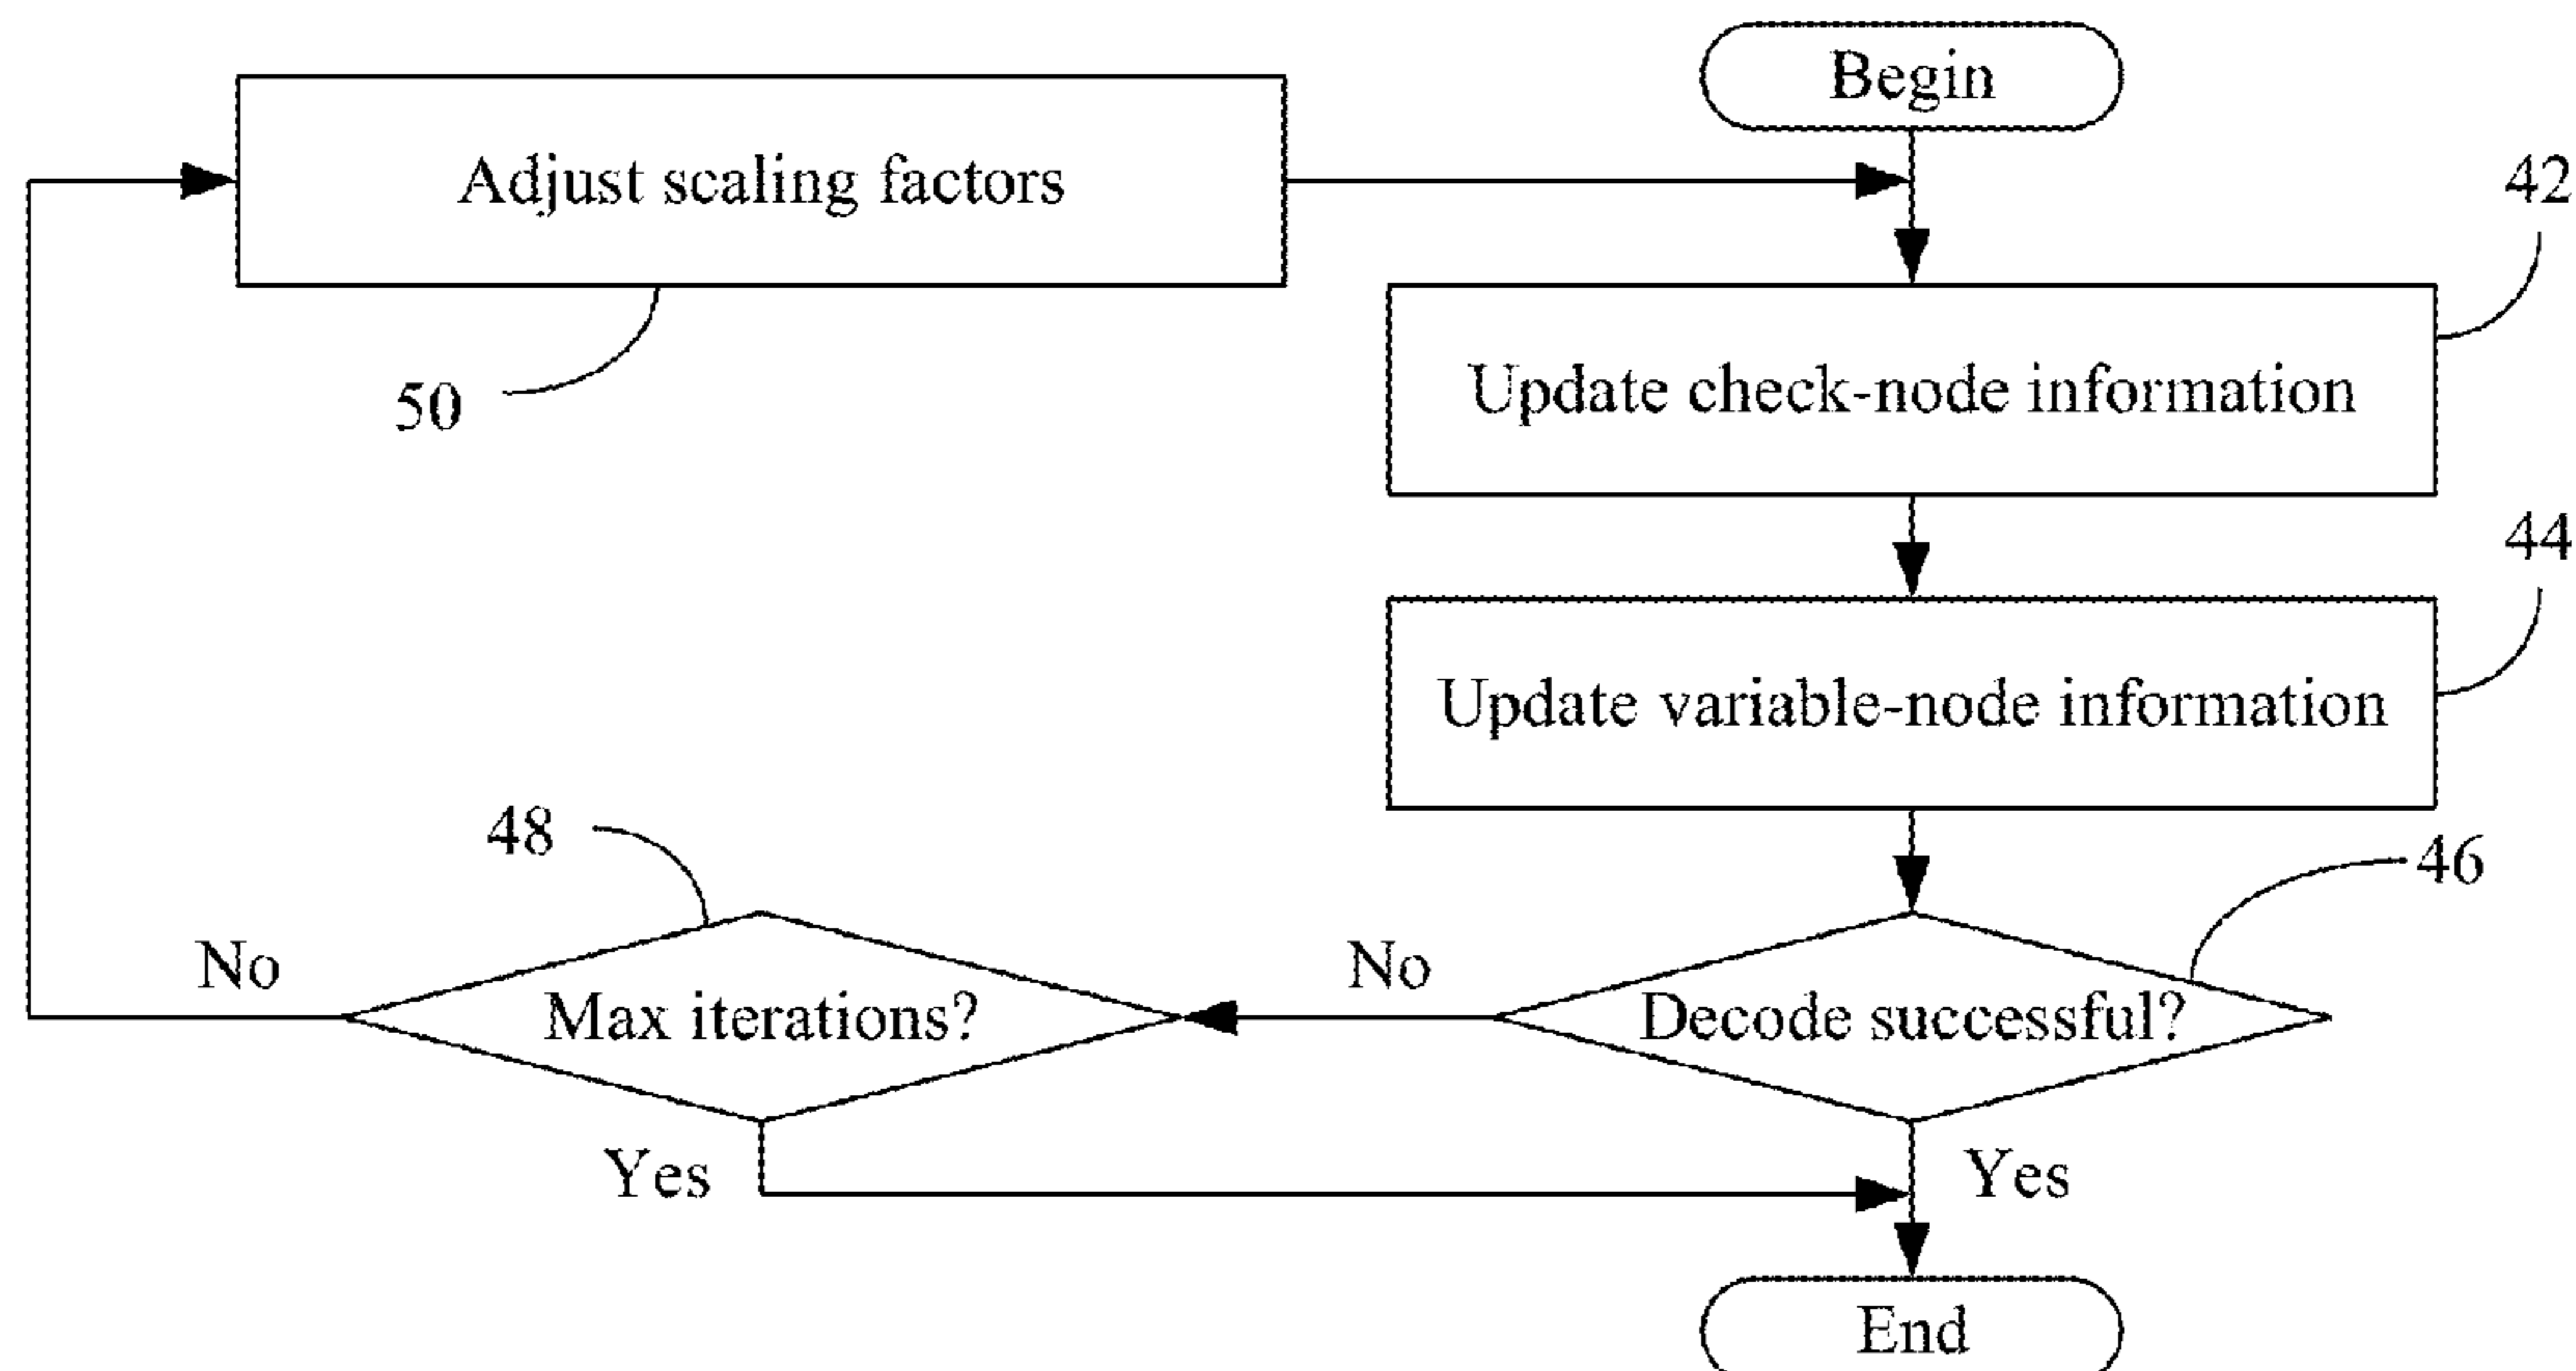 Begin
Adjust scaling factors
42
50
Update check-node information
44
Update variable-node information
48
46
No
Max iterations?
No
Decode successful?
Yes
Yes
End